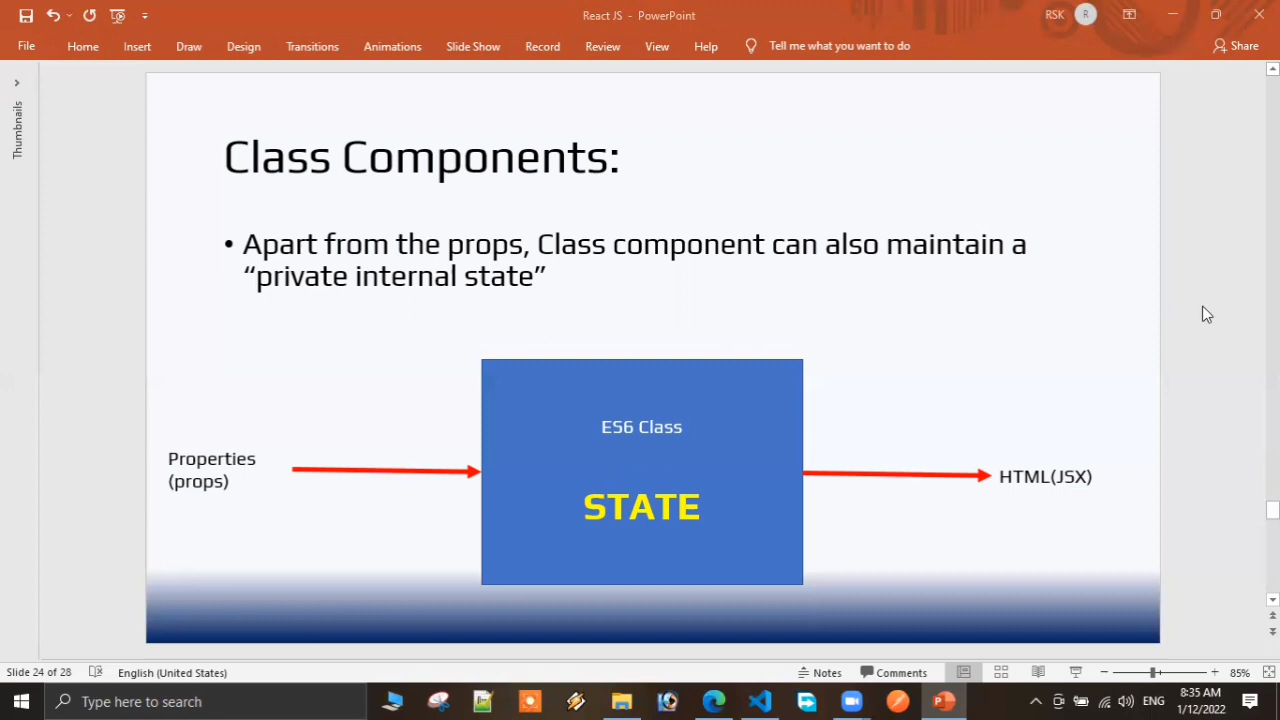 React JS - PowerPoint
RSK
R
File
Home
Insert
Draw
Design
Transitions
Animations
Slide Show
Record
Review
View
Help
Tell me what you want to do
Share
Thumbnails
Class Components:
• Apart from the props, Class component can also maintain a
“private internal state”
ES6 Class
Properties
(props)
HTML(JSX)
STATE
Slide 24 of 28
English (United States)
Notes
Comments
85%
Type here to search
ENG
8:35 AM
1/12/2022